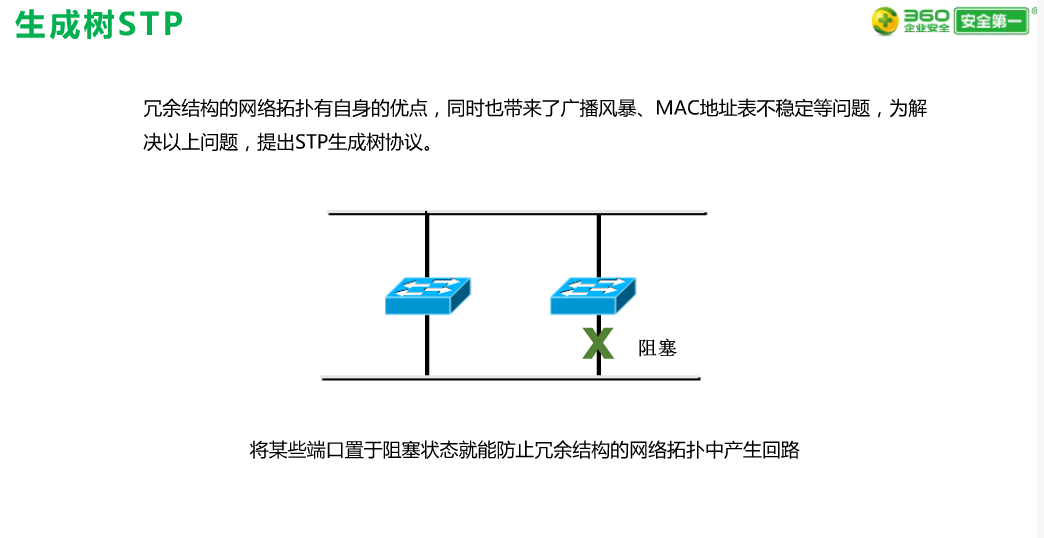 生成树STP
360
企业安全
安全第一
冗余结构的网络拓扑有自身的优点，同时也带来了广播风暴、MAC地址表不稳定等问题，为解
决以上问题，提出STP生成树协议。
阻塞
将某些端口置于阻塞状态就能防止冗余结构的网络拓扑中产生回路